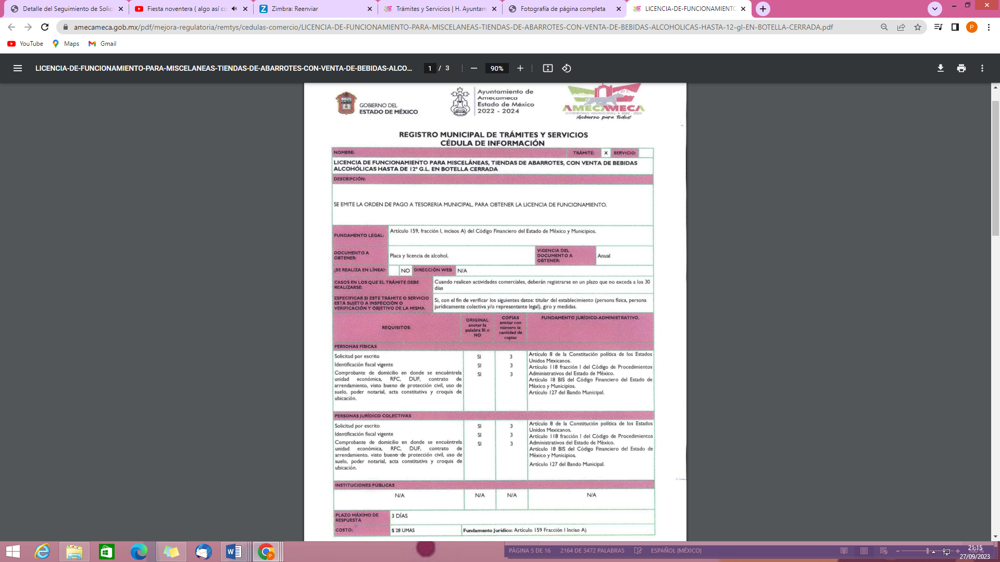 Detalle del Seguimiento de Solici
Fiesta noventera ( algo así co
Zimbra: Reenviar
Trámites y Servicios | H. Ayuntam
Fotografía de página completa
LICENCIA-DE-FUNCIONAMIENTO
amecameca.gob.mx/pdf/mejora-regulatoria/remtys/cedulas-comercio/LICENCIA-DE-FUNCIONAMIENTO-PARA-MISCELANEAS-TIENDAS-DE-ABARROTES-CON-VENTA-DE-BEBIDAS-ALCOHOLICAS-HASTA-12-gl-EN-BOTELLA-CERRADA.pdf
P
YouTube
Maps
Gmail
LICENCIA-DE-FUNCIONAMIENTO-PARA-MISCELANEAS-TIENDAS-DE-ABARROTES-CON-VENTA-DE-BEBIDAS-ALCO...
1 / 3
90%
GOBIERNO DEL
ESTADO DE MÉXICO
Ayuntamiento de
Amecameca
Estado de México
2022 - 2024
AMECAMECA
GOBIERNO MUNICIPAL • 2022 - 2024
¡Gobierno para Todos!
REGISTRO MUNICIPAL DE TRÁMITES Y SERVICIOS
CÉDULA DE INFORMACIÓN
NOMBRE:
TRÁMITE:
X
SERVICIO:
LICENCIA DE FUNCIONAMIENTO PARA MISCELÁNEAS, TIENDAS DE ABARROTES, CON VENTA DE BEBIDAS
ALCOHÓLICAS HASTA DE 12° G.L. EN BOTELLA CERRADA
DESCRIPCIÓN:
SE EMITE LA ORDEN DE PAGO A TESORERIA MUNICIPAL, PARA OBTENER LA LICENCIA DE FUNCIONAMIENTO.
FUNDAMENTO LEGAL:
Artículo 159, fracción I, incisos A) del Código Financiero del Estado de México y Municipios.
DOCUMENTO A
OBTENER:
Placa y licencia de alcohol.
VIGENCIA DEL
DOCUMENTO A
OBTENER:
Anual
¿SE REALIZA EN LÍNEA?:
NO
DIRECCIÓN WEB
N/A
CASOS EN LOS QUE EL TRÁMITE DEBE
REALIZARSE:
Cuando realicen actividades comerciales, deberán registrarse en un plazo que no exceda a los 30
días
ESPECIFICAR SI ESTE TRÁMITE O SERVICIO
ESTÁ SUJETO A INSPECCIÓN O
VERIFICACIÓN Y OBJETIVO DE LA MISMA
Si, con el fin de verificar los siguientes datos: titular del establecimiento (persona física, persona
jurídicamente colectiva y/o representante legal), giro y medidas.
REQUISITOS:
ORIGINAL
anotar la
palabra SI o
NO
COPIAS
anotar con
número la
cantidad de
copias
FUNDAMENTO JURÍDICO-ADMINISTRATIVO.
PERSONAS FÍSICAS
Solicitud por escrito
SI
3
Identificación fiscal vigente
SI
3
Comprobante de domicilio en donde se encuéntrela
unidad económica, RFC, DUF, contrato de
arrendamiento, visto bueno de protección civil, uso de
suelo, poder notarial, acta constitutiva y croquis de
ubicación.
SI
3
Artículo 8 de la Constitución política de los Estados
Unidos Mexicanos.
Artículo 118 fracción I del Código de Procedimientos
Administrativos del Estado de México.
Artículo 18 BIS del Código Financiero del Estado de
México y Municipios.
Artículo 127 del Bando Municipal.
PERSONAS JURÍDICO COLECTIVAS
Solicitud por escrito
SI
3
Identificación fiscal vigente
SI
3
Comprobante de domicilio en donde se encuéntrela
unidad económica, RFC, DUF, contrato de
arrendamiento, visto bueno de protección civil, uso de
suelo, poder notarial, acta constitutiva y croquis de
ubicación.
SI
3
Artículo 8 de la Constitución política de los Estados
Unidos Mexicanos.
Artículo 118 fracción I del Código de Procedimientos
Administrativos del Estado de México.
Artículo 18 BIS del Código Financiero del Estado de
México y Municipios.
Artículo 127 del Bando Municipal.
INSTITUCIONES PÚBLICAS
N/A
N/A
N/A
N/A
PLAZO MÁXIMO DE
RESPUESTA
3 DÍAS
COSTO:
$ 28 UMAS
Fundamento Jurídico: Artículo 159 Fracción I Inciso A)
PÁGINA 5 DE 16
2164 DE 3472 PALABRAS
ESPAÑOL (MÉXICO)
100 %
21:15
27/09/2023